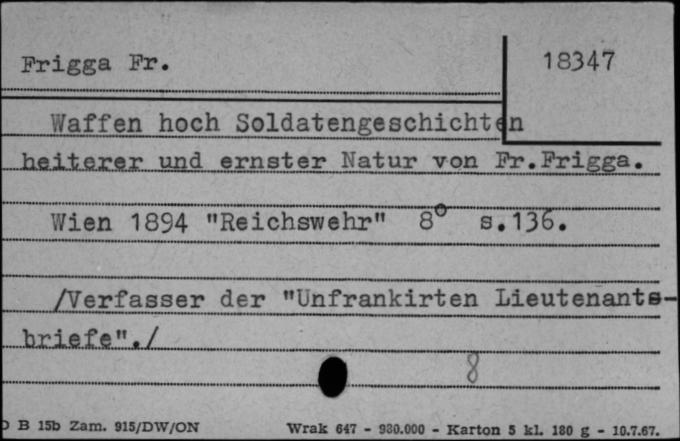 Frigga Fr.
18347
Waffen hoch Soldatengeschichten
heiterer und ernster Natur von Fr.Frigga.
Wien 1894 "Reichswehr" 8° s.136.
/Verfasser der "Unfrankirten Lieutenants-
briefe"./
8
B 15b Zam. 915/DW/ON
Wrak 647 - 980.000 - Karton 5 kl. 180 g - 10.7.67.